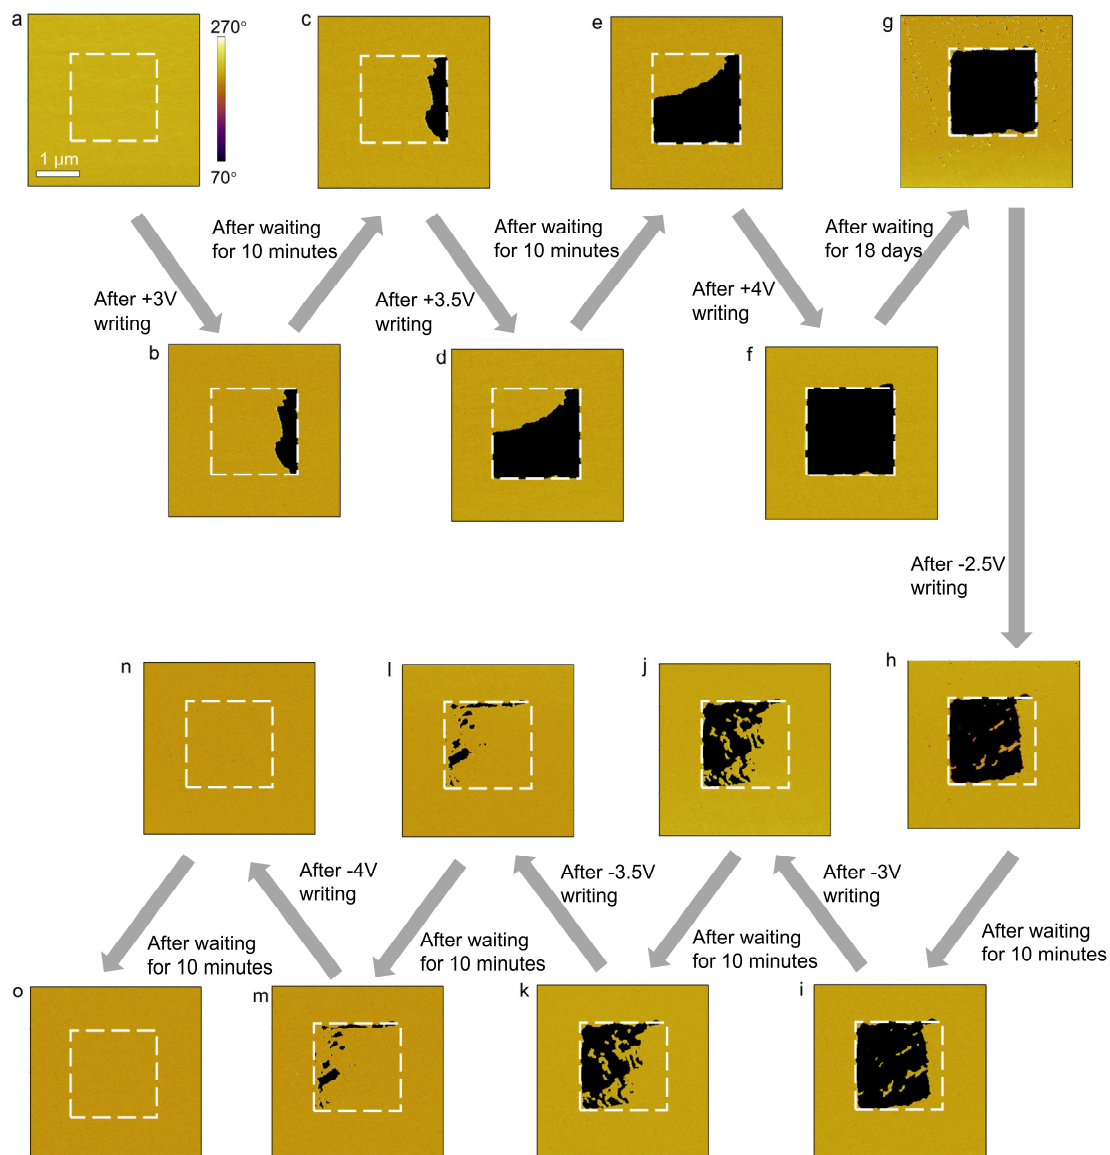 a
270°
1 μm
70°
c
e
g
After waiting
for 10 minutes
After waiting
for 10 minutes
After waiting
for 18 days
After +3V
writing
After +3.5V
writing
After +4V
writing
b
d
f
After -2.5V
writing
n
l
j
h
After -4V
writing
After -3.5V
writing
After -3V
writing
After waiting
for 10 minutes
After waiting
for 10 minutes
After waiting
for 10 minutes
After waiting
for 10 minutes
o
m
k
i